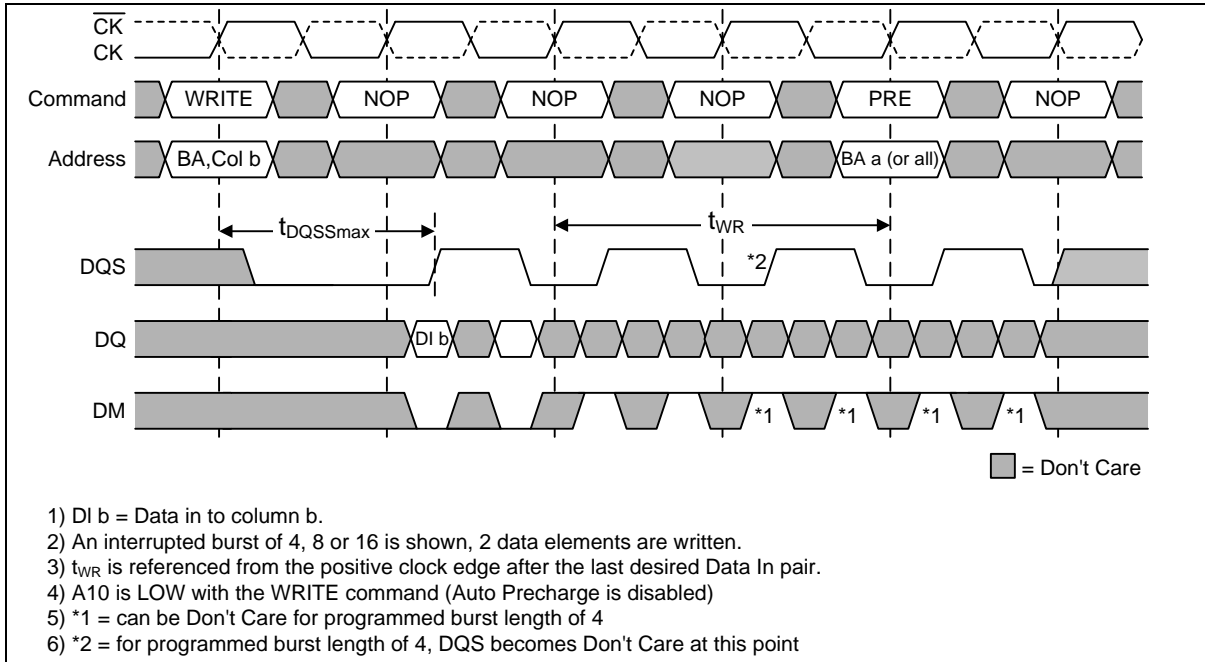 CK
CK
Command WRITE NOP NOP NOP PRE NOP
Address BA,Col b BA a (or all)
tDQSSmax tWR
DQS *2
DQ DI b
DM *1 *1 *1 *1
= Don't Care
1) DI b = Data in to column b.
2) An interrupted burst of 4, 8 or 16 is shown, 2 data elements are written.
3) tWR is referenced from the positive clock edge after the last desired Data In pair.
4) A10 is LOW with the WRITE command (Auto Precharge is disabled)
5) *1 = can be Don't Care for programmed burst length of 4
6) *2 = for programmed burst length of 4, DQS becomes Don't Care at this point